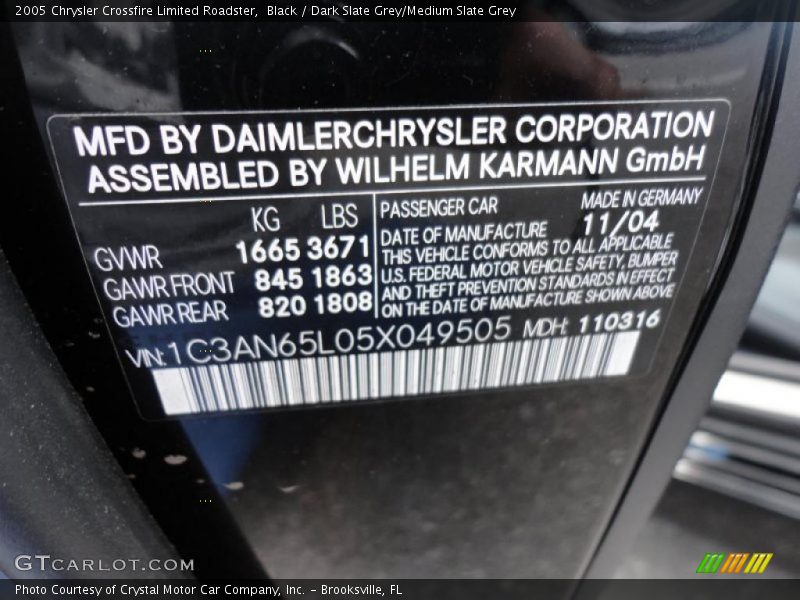 2005 Chrysler Crossfire Limited Roadster,  Black / Dark Slate Grey/Medium Slate Grey
MFD BY DAIMLERCHRYSLER CORPORATION
ASSEMBLED BY WILHELM KARMANN GmbH
KG LBS
GVWR 1665 3671
GAWR FRONT 845 1863
GAWR REAR 820 1808
PASSENGER CAR MADE IN GERMANY
DATE OF MANUFACTURE 11/04
THIS VEHICLE CONFORMS TO ALL APPLICABLE
U.S. FEDERAL MOTOR VEHICLE SAFETY, BUMPER
AND THEFT PREVENTION STANDARDS IN EFFECT
ON THE DATE OF MANUFACTURE SHOWN ABOVE
VIN: 1C3AN65L05X049505 MDH: 110316
GTCARLOT.COM
Photo Courtesy of Crystal Motor Car Company, Inc. – Brooksville, FL